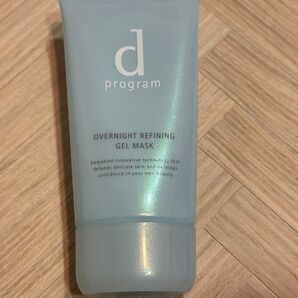 d
program
OVERNIGHT REFINING
GEL MASK
Embodied innovative technology that
defends delicate skin and develops
confidence in your own beauty.